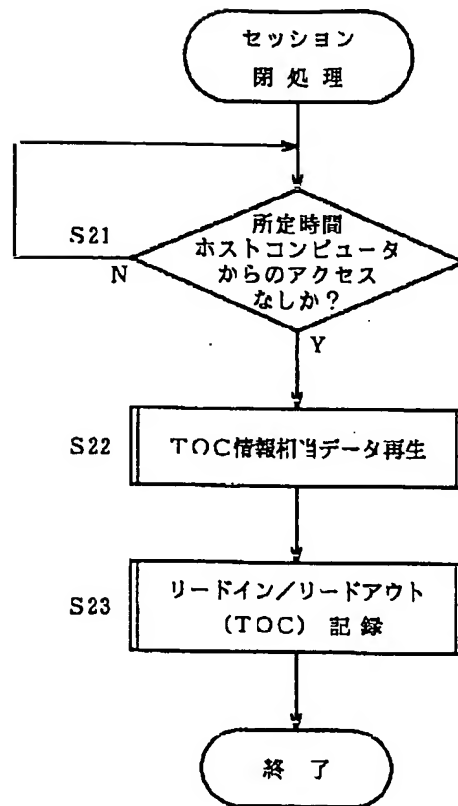 セッション
閉処理
S21
所定時間
ホストコンピュータ
からのアクセス
なしか?
N
Y
S22
TOC情報相当データ再生
S23
リードイン/リードアウト
(TOC) 記録
終了